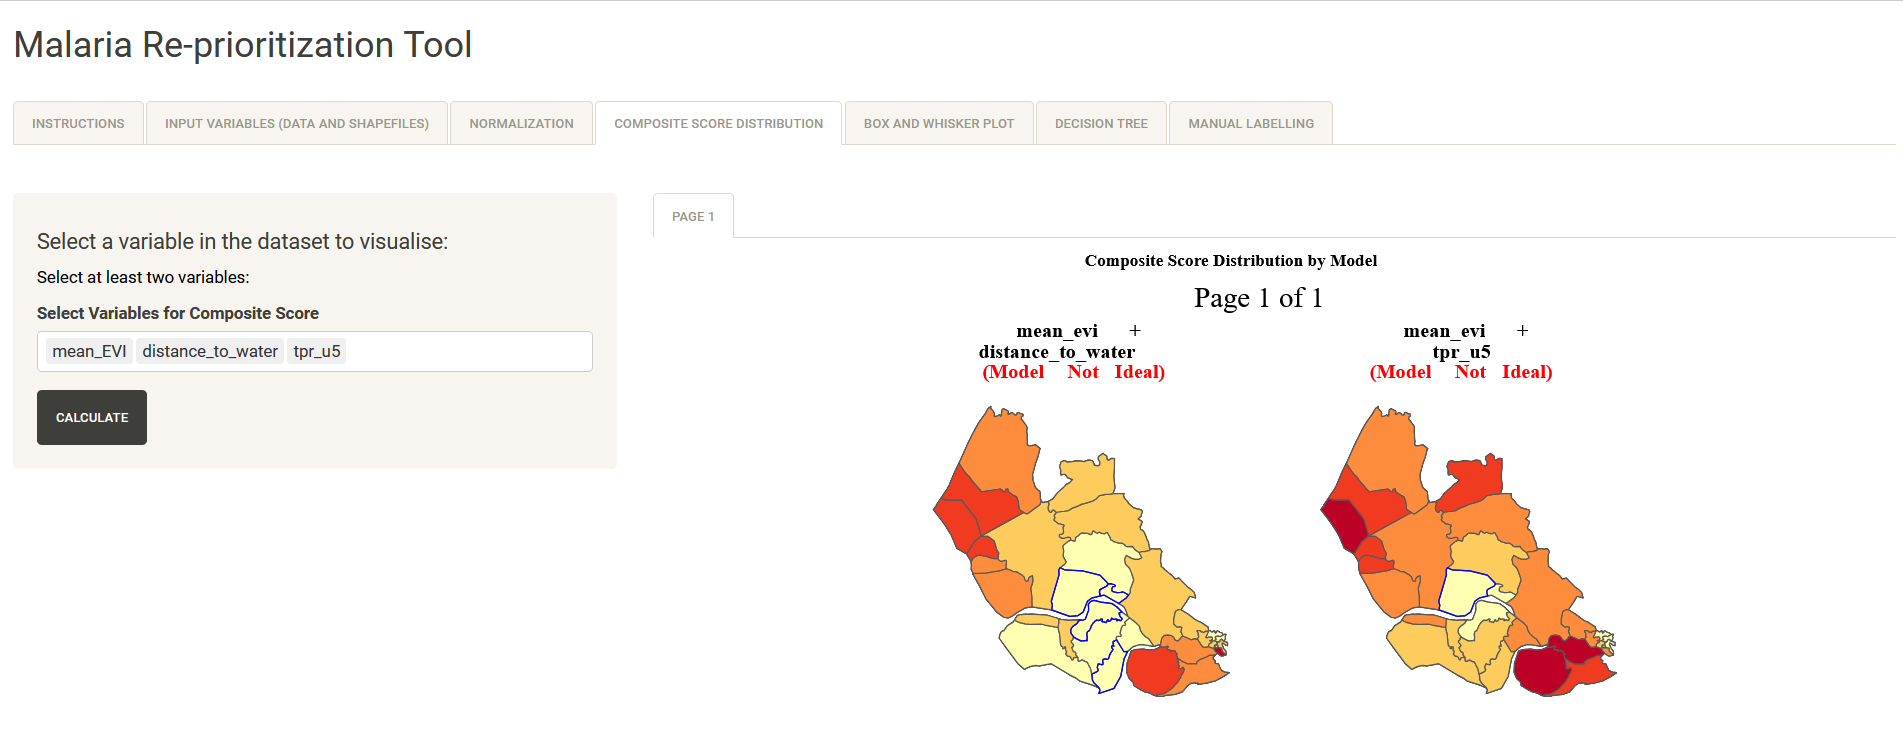 Malaria Re-prioritization Tool
INSTRUCTIONS
INPUT VARIABLES (DATA AND SHAPEFILES)
NORMALIZATION
COMPOSITE SCORE DISTRIBUTION
BOX AND WHISKER PLOT
DECISION TREE
MANUAL LABELLING
Select a variable in the dataset to visualise:
Select at least two variables:
Select Variables for Composite Score
mean_EVI distance_to_water tpr_u5
CALCULATE
PAGE 1
Composite Score Distribution by Model
Page 1 of 1
mean_evi +
distance_to_water
(Model Not Ideal)
mean_evi +
tpr_u5
(Model Not Ideal)